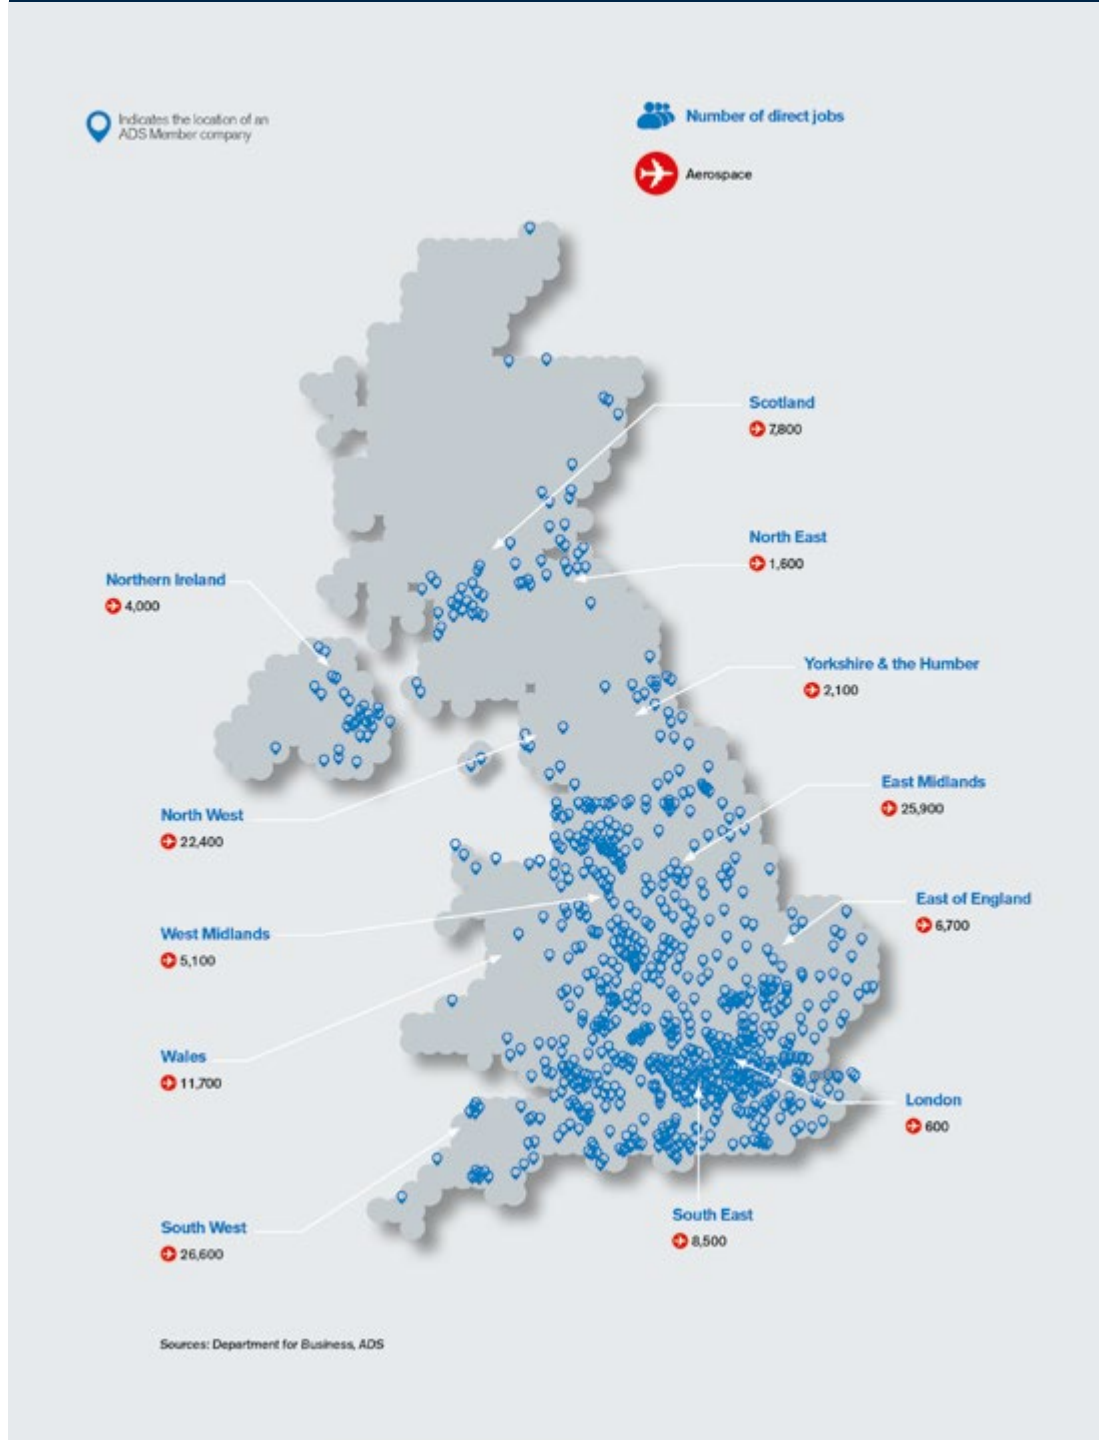 Indicates the location of an
ADS Member company
Number of direct jobs
Aerospace
Scotland
7,800
North East
1,600
Northern Ireland
4,000
Yorkshire & the Humber
2,100
East Midlands
25,900
North West
22,400
East of England
6,700
West Midlands
5,100
Wales
11,700
London
600
South East
8,500
South West
26,600
Sources: Department for Business, ADS